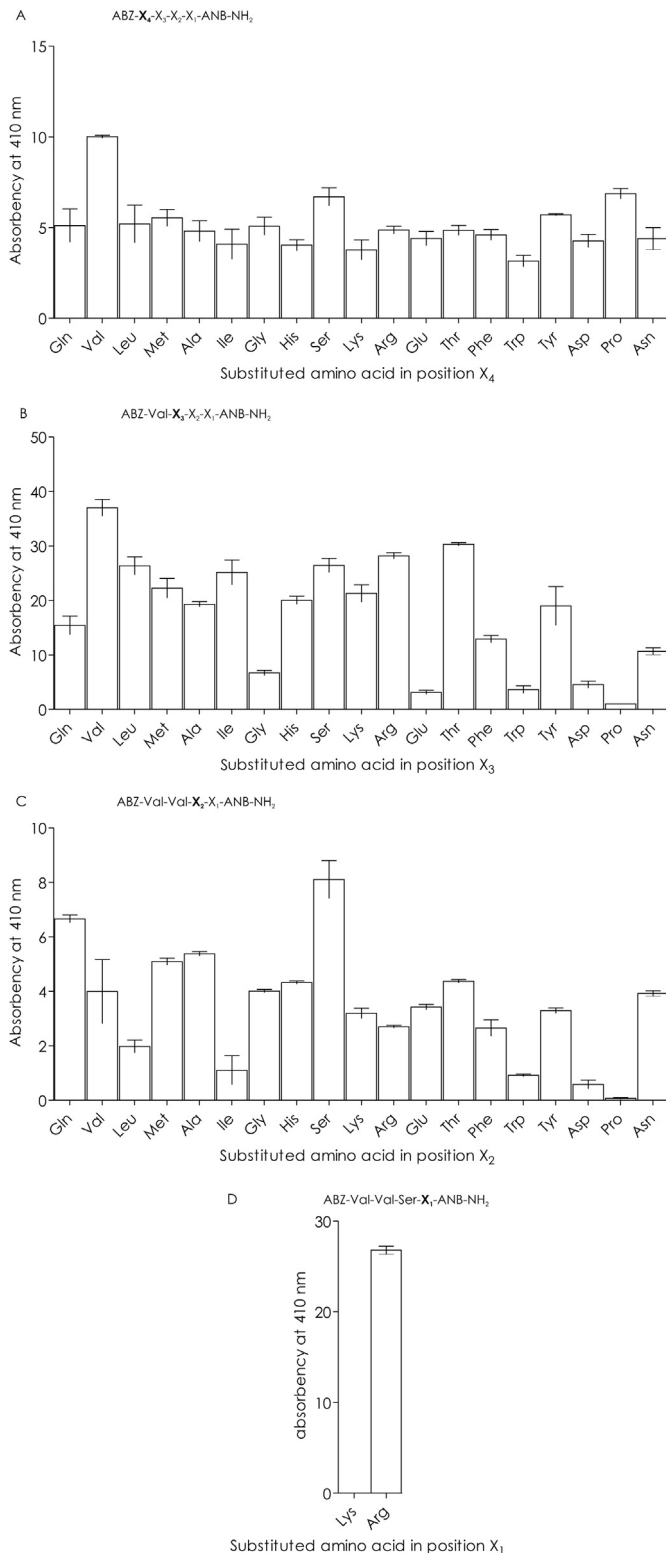 A
ABZ-X₄-X₃-X₂-X₁-ANB-NH₂
Absorbency at 410 nm
15
10
5
0
Gln Val Leu Met Ala Ile Gly His Ser Lys Arg Glu Thr Phe Trp Tyr Asp Pro Asn
Substituted amino acid in position X₄
B
ABZ-Val-X₃-X₂-X₁-ANB-NH₂
Absorbency at 410 nm
50
40
30
20
10
0
Gln Val Leu Met Ala Ile Gly His Ser Lys Arg Glu Thr Phe Trp Tyr Asp Pro Asn
Substituted amino acid in position X₃
C
ABZ-Val-Val-X₂-X₁-ANB-NH₂
Absorbency at 410 nm
10
8
6
4
2
0
Gln Val Leu Met Ala Ile Gly His Ser Lys Arg Glu Thr Phe Trp Tyr Asp Pro Asn
Substituted amino acid in position X₂
D
ABZ-Val-Val-Ser-X₁-ANB-NH₂
absorbency at 410 nm
30
20
10
0
Lys Arg
Substituted amino acid in position X₁